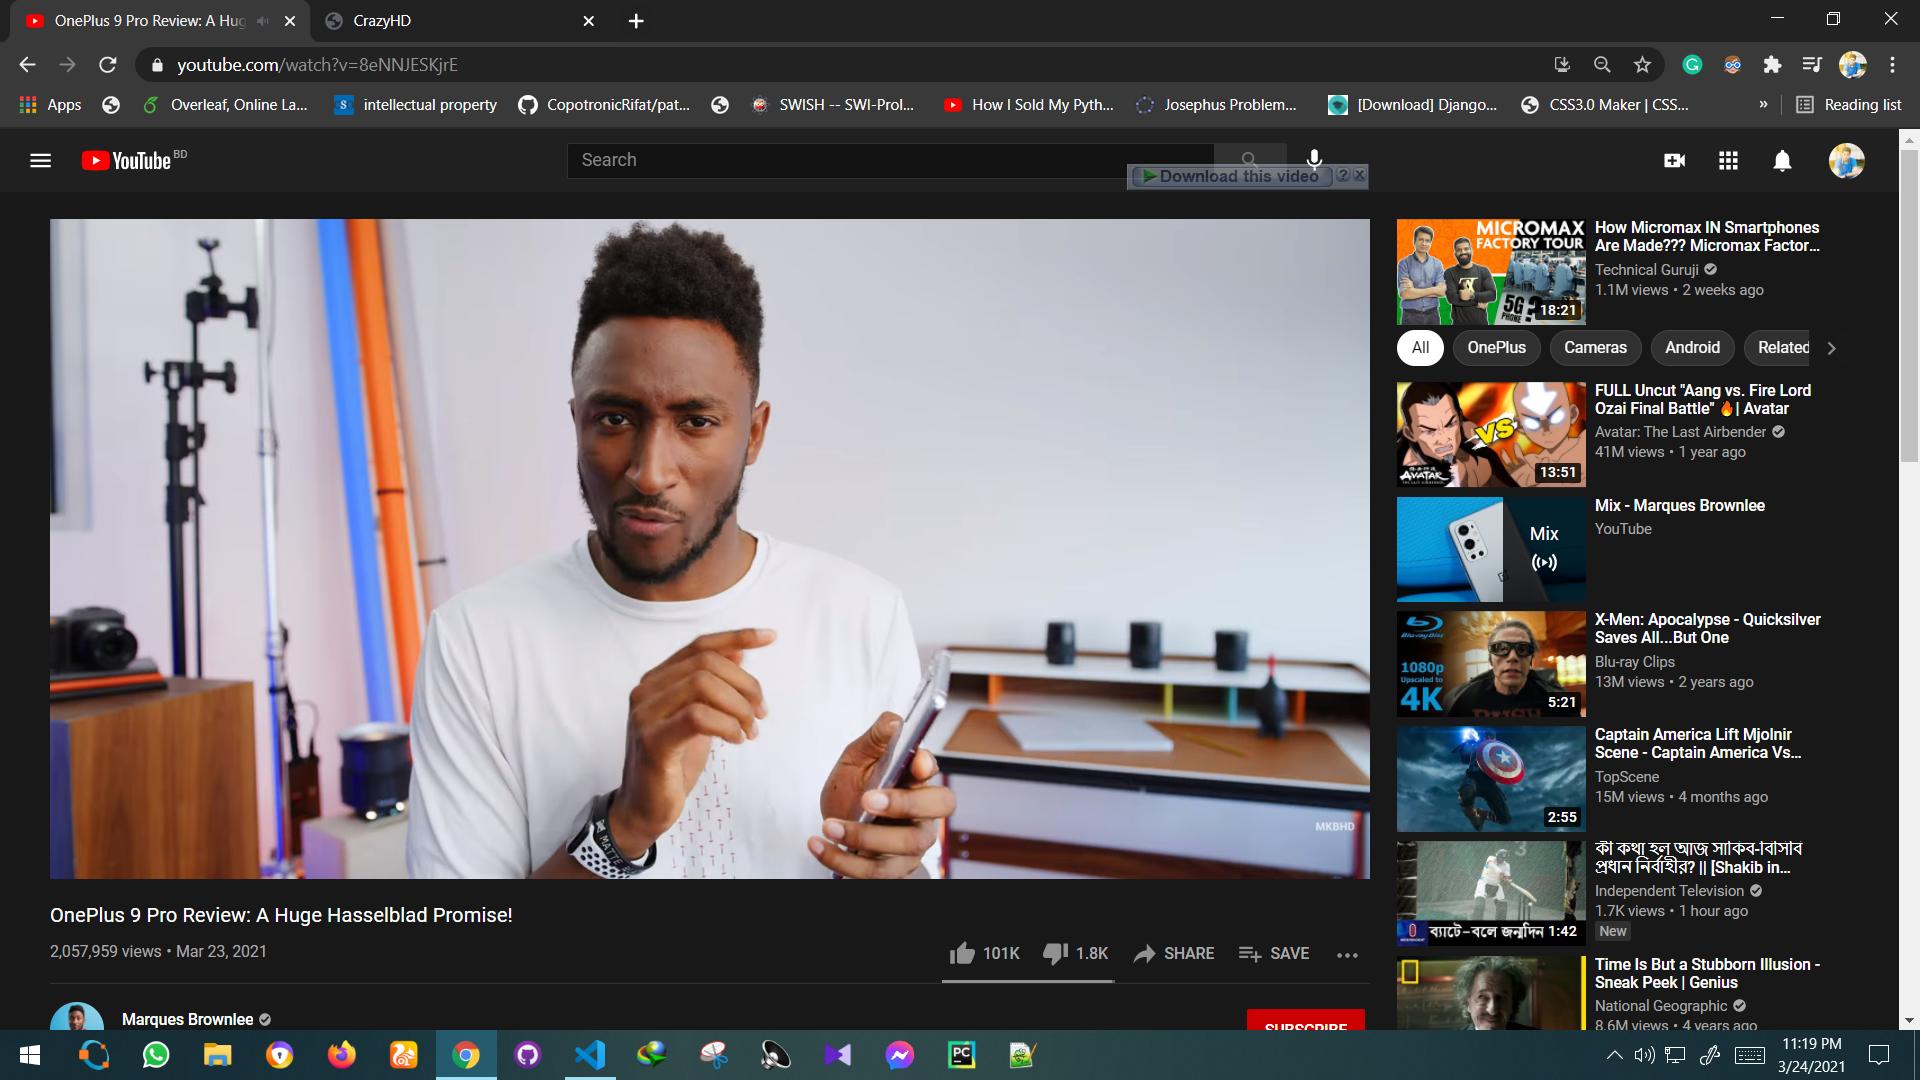 OnePlus 9 Pro Review: A Hug
CrazyHD
youtube.com/watch?v=8eNNJESKjrE
Apps
Overleaf, Online La...
intellectual property
CopotronicRifat/pat...
SWISH -- SWI-Prol...
How I Sold My Pyth...
Josephus Problem...
[Download] Django...
CSS3.0 Maker | CSS...
»
Reading list
YouTube BD
Search
Download this video
MKBHD
OnePlus 9 Pro Review: A Huge Hasselblad Promise!
2,057,959 views • Mar 23, 2021
101K
1.8K
SHARE
SAVE
Marques Brownlee
SUBSCRIBE
MICROMAX
FACTORY TOUR
5G ?
PHONE
18:21
How Micromax IN Smartphones
Are Made??? Micromax Factor...
Technical Guruji
1.1M views • 2 weeks ago
All
OnePlus
Cameras
Android
Related
VS
AVATAR
13:51
FULL Uncut "Aang vs. Fire Lord
Ozai Final Battle" 🔥| Avatar
Avatar: The Last Airbender
41M views • 1 year ago
Mix
Mix - Marques Brownlee
YouTube
Blu-ray Disc
1080p
Upscaled to
4K
5:21
X-Men: Apocalypse - Quicksilver
Saves All...But One
Blu-ray Clips
13M views • 2 years ago
2:55
Captain America Lift Mjolnir
Scene - Captain America Vs...
TopScene
15M views • 4 months ago
ব্যাটে-বলে জন্মদিন
1:42
কী কথা হল আজ সাকিব-বিসিবি
প্রধান নির্বাহীর? || [Shakib in...
Independent Television
1.7K views • 1 hour ago
New
Time Is But a Stubborn Illusion -
Sneak Peek | Genius
National Geographic
8.6M views • 4 years ago
11:19 PM
3/24/2021